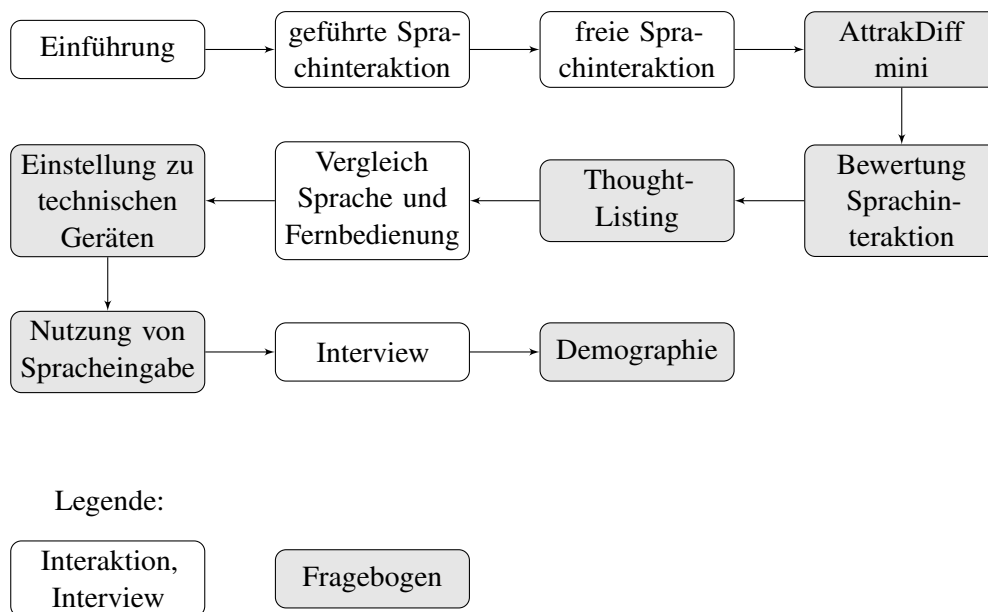 Einführung
geführte Spra-
chinteraktion
freie Spra-
chinteraktion
AttrakDiff
mini
Einstellung zu
technischen
Geräten
Vergleich
Sprache und
Fernbedienung
Thought-
Listing
Bewertung
Sprachin-
teraktion
Nutzung von
Spracheingabe
Interview
Demographie
Legende:
Interaktion,
Interview
Fragebogen